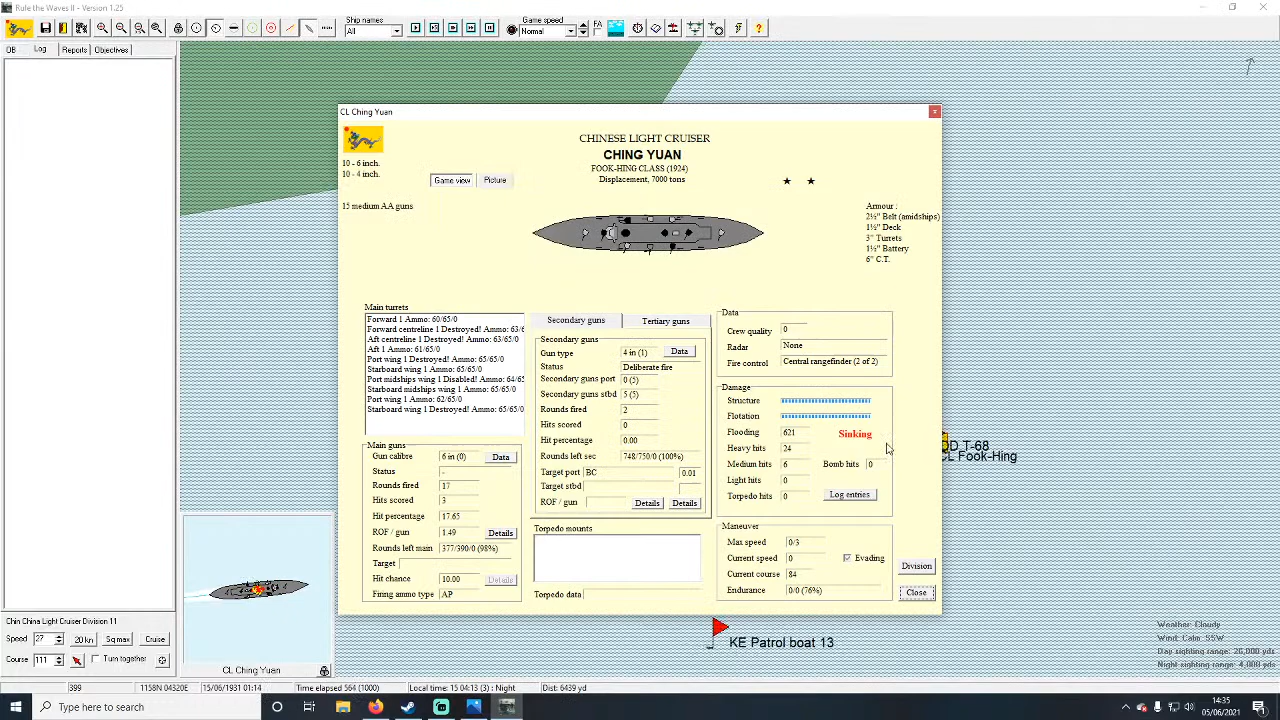 Rule the Waves II - Version 1.25
Ship names
All
Game speed
FA
Normal
OB
Log
Reports
Objectives
CL Ching Yuan
CHINESE LIGHT CRUISER
CHING YUAN
FOOK-HING CLASS (1924)
Displacement, 7000 tons
10 - 6 inch.
10 - 4 inch.
Game view
Picture
15 medium AA guns
Armour :
2½" Belt (amidships)
1½" Deck
3" Turrets
1½" Battery
6" C.T.
Main turrets
Forward 1 Ammo: 60/65/0
Forward centreline 1 Destroyed! Ammo: 63/6
Aft centreline 1 Destroyed! Ammo: 63/65/0
Aft 1 Ammo: 61/65/0
Port wing 1 Destroyed! Ammo: 65/65/0
Starboard wing 1 Ammo: 65/65/0
Port midships wing 1 Disabled! Ammo: 64/65
Starboard midships wing 1 Ammo: 65/65/0
Port wing 1 Ammo: 62/65/0
Starboard wing 1 Destroyed! Ammo: 65/65/
Main guns
Gun calibre 6 in (0) Data
Status -
Rounds fired 17
Hits scored 3
Hit percentage 17.65
ROF / gun 1.49 Details
Rounds left main 377/390/0 (98%)
Target
Hit chance 10.00 Details
Firing ammo type AP
Secondary guns
Tertiary guns
Secondary guns
Gun type 4 in (1) Data
Status Deliberate fire
Secondary guns port 0 (5)
Secondary guns stbd 5 (5)
Rounds fired 2
Hits scored 0
Hit percentage 0.00
Rounds left sec 748/750/0 (100%)
Target port BC 0.01
Target stbd
ROF / gun Details Details
Torpedo mounts
Torpedo data
Data
Crew quality 0
Radar None
Fire control Central rangefinder (2 of 2)
Damage
Structure
Flotation
Flooding 621 Sinking
Heavy hits 24
Medium hits 6 Bomb hits 0
Light hits 0
Torpedo hits 0 Log entries
Maneuver
Max speed 0/3
Current speed 0 Evading
Current course 84
Endurance 0/0 (76%)
Division
Close
DD T-68
CL Fook-Hing
KE Patrol boat 13
Weather: Cloudy
Wind: Calm SSW
Day sighting range: 26,000 yds
Night sighting range: 4,000 yds
Chin China Light Cruiser Division 11
Speed 27 20 kn Sq max Cruise
Course 111 Turn together
CL Ching Yuan
399
1158N 04320E
15/06/1931 01:14
Time elapsed 564 (1000)
Local time: 15 04:13 (3) : Night
Dist: 6439 yd
Type here to search
14:35
05/06/2021